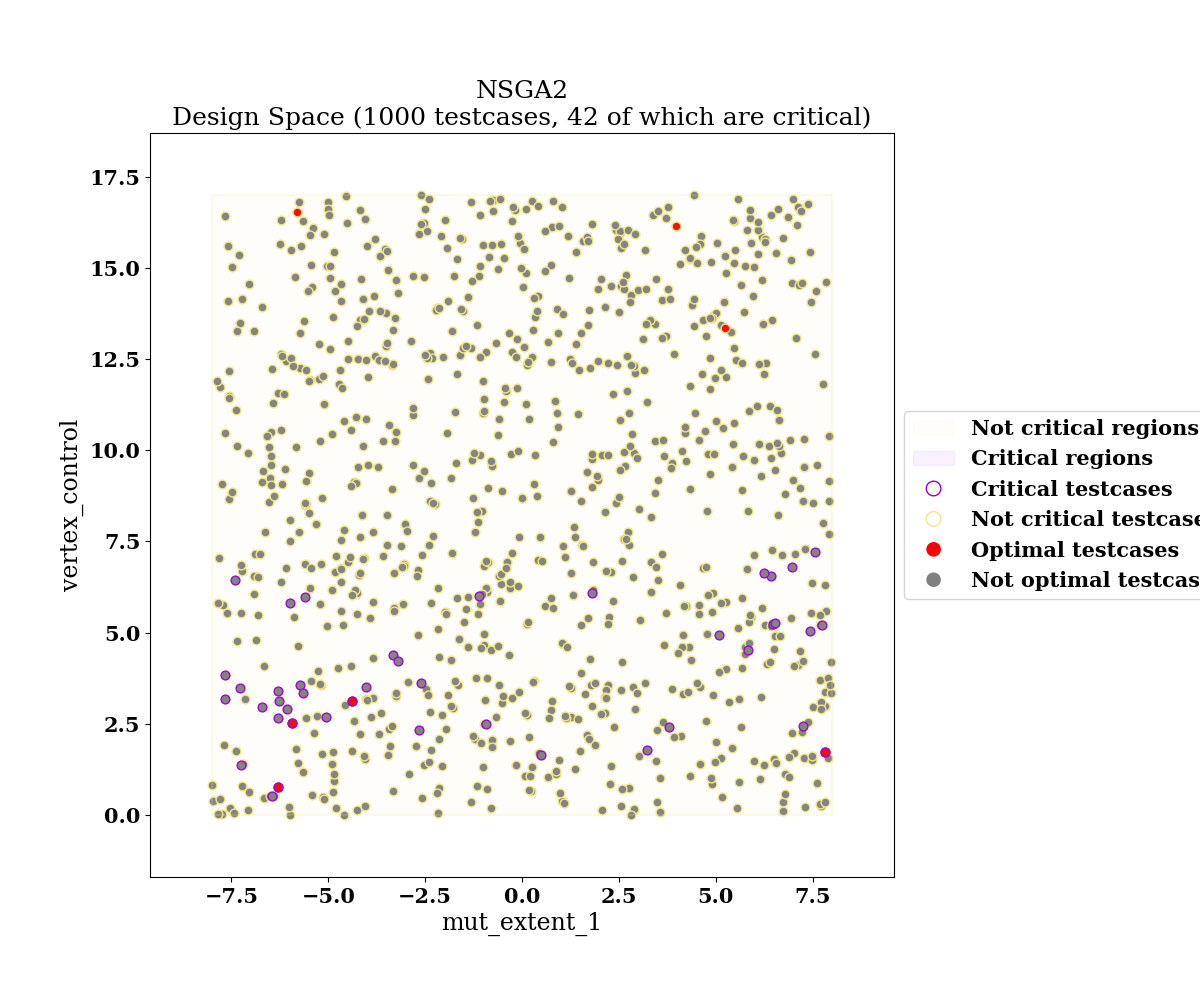 NSGA2
Design Space (1000 testcases, 42 of which are critical)
17.5
15.0
12.5
10.0
7.5
5.0
2.5
0.0
vertex_control
−7.5
−5.0
−2.5
0.0
2.5
5.0
7.5
mut_extent_1
Not critical regions
Critical regions
Critical testcases
Not critical testcase
Optimal testcases
Not optimal testcas